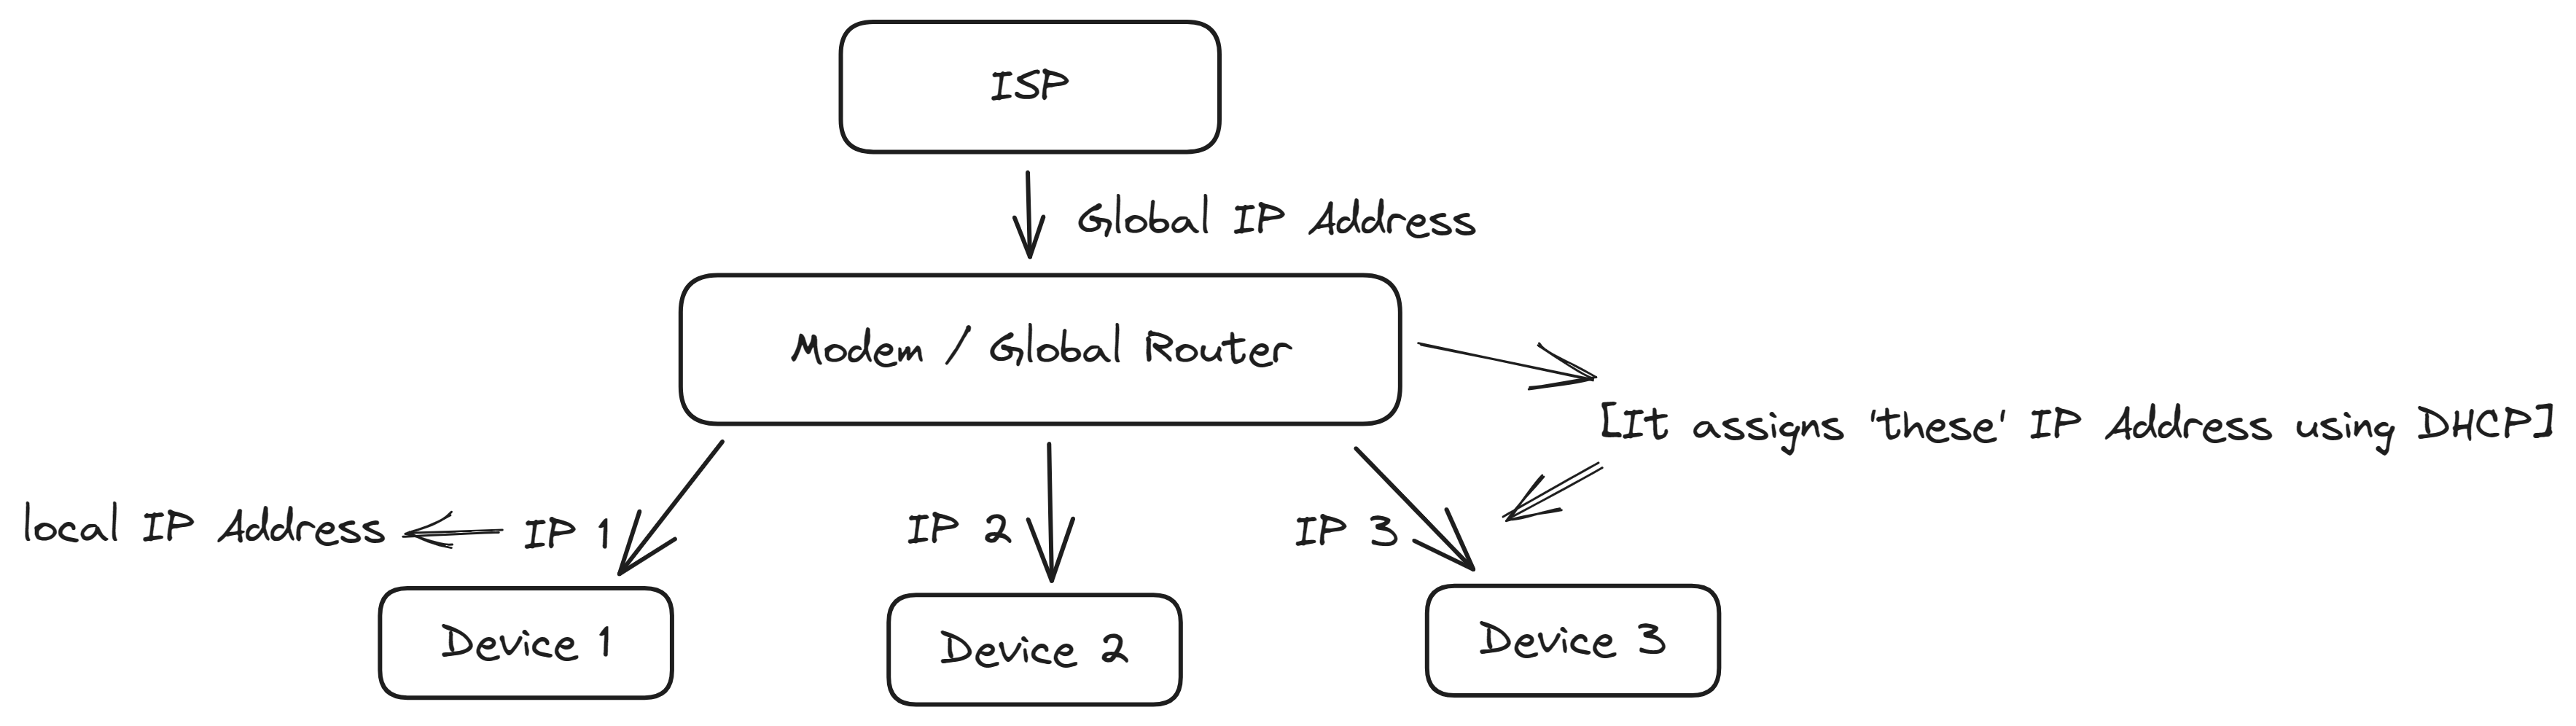 ISP
Global IP Address
Modem / Global Router
[It assigns 'these' IP Address using DHCP]
local IP Address
IP 1
IP 2
IP 3
Device 1
Device 2
Device 3